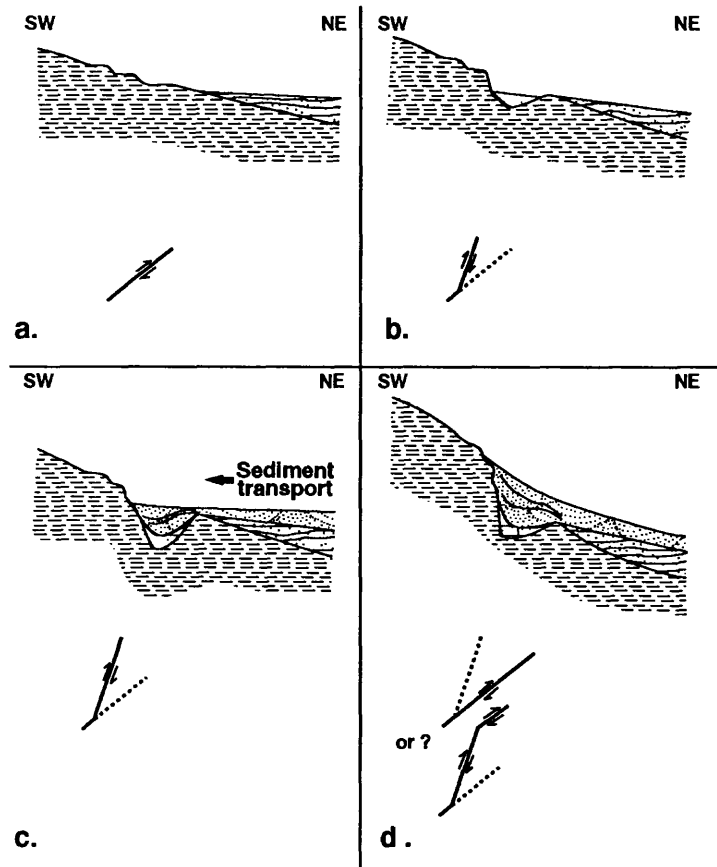 SW NE
a.
SW NE
b.
SW NE
Sediment
transport
c.
SW NE
or ?
d .